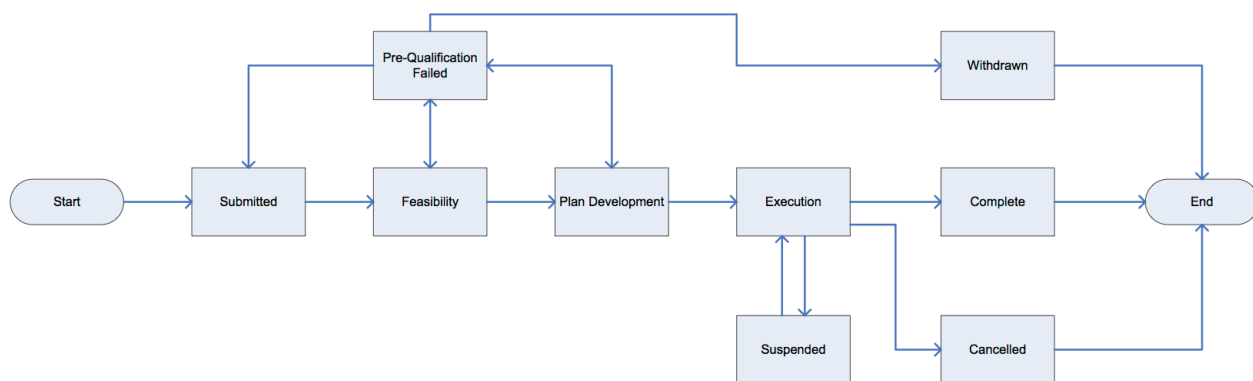 Pre-Qualification
Failed
Withdrawn
Start
Submitted
Feasibility
Plan Development
Execution
Complete
End
Suspended
Cancelled